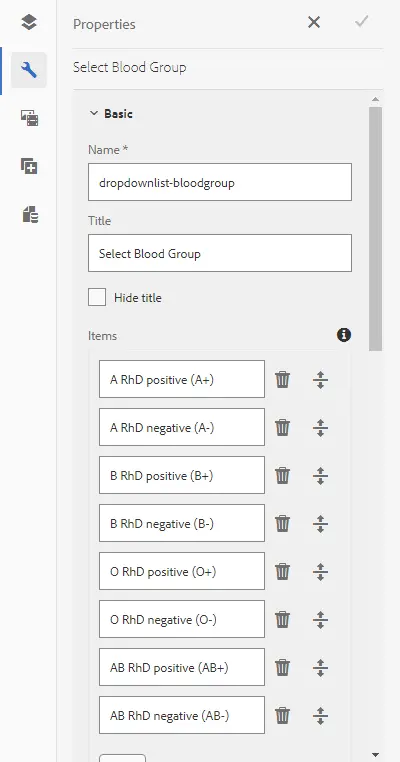 Properties
Select Blood Group
Basic
Name *
dropdownlist-bloodgroup
Title
Select Blood Group
Hide title
Items
A RhD positive (A+)
A RhD negative (A-)
B RhD positive (B+)
B RhD negative (B-)
O RhD positive (O+)
O RhD negative (O-)
AB RhD positive (AB+)
AB RhD negative (AB-)